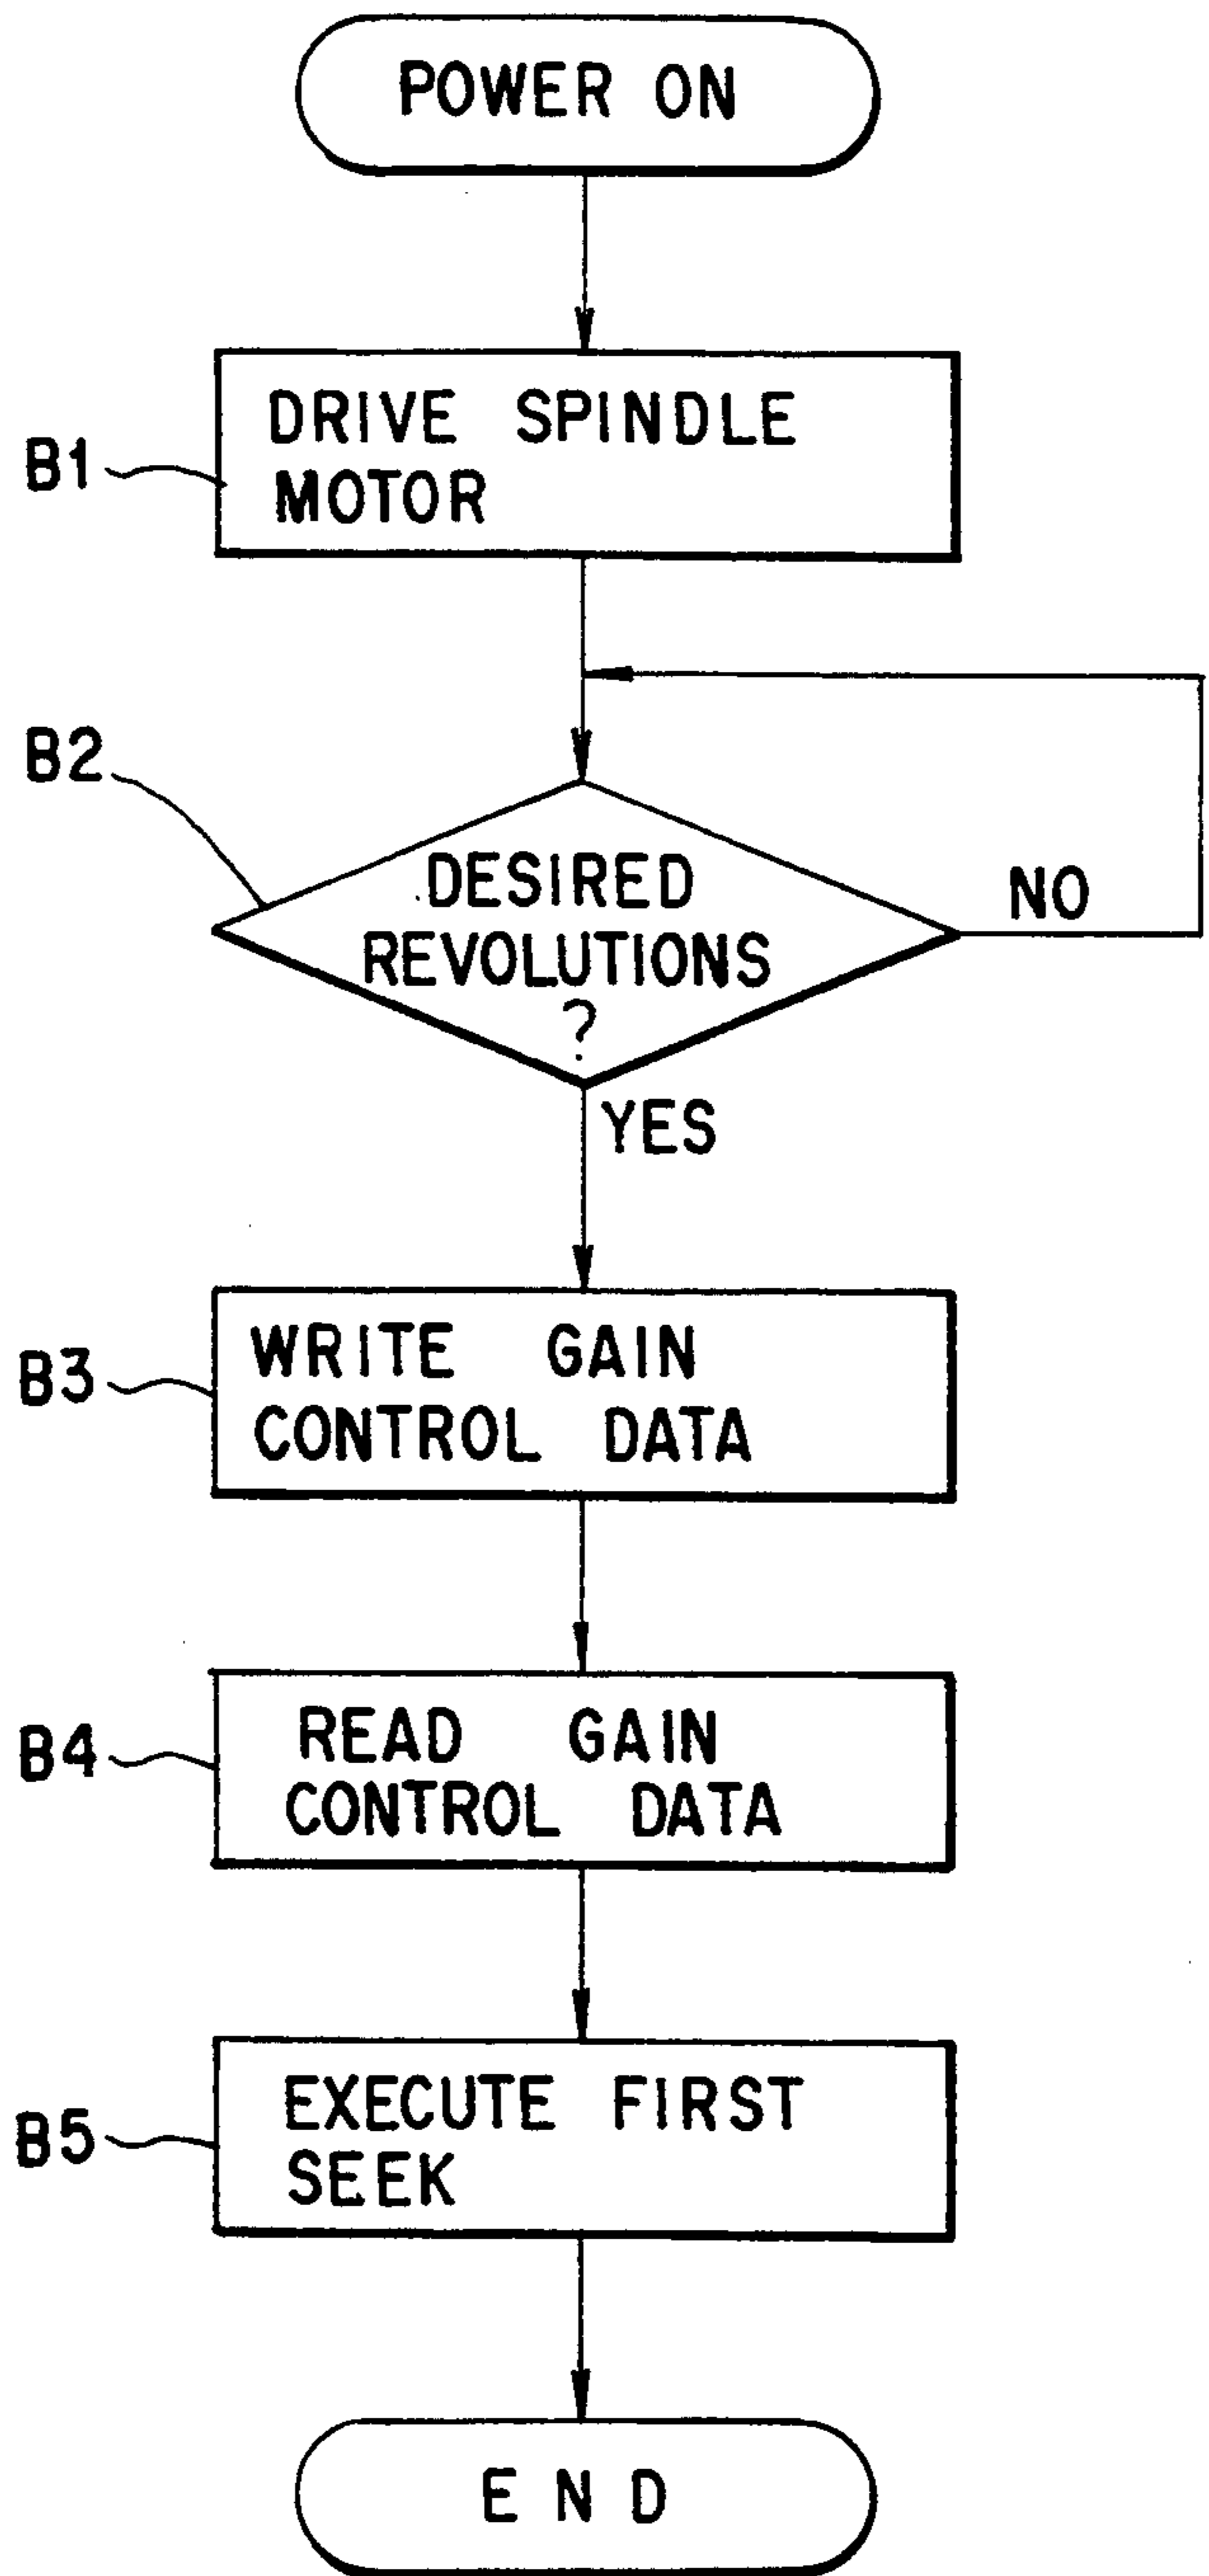 POWER ON
B1
DRIVE SPINDLE
MOTOR
B2
DESIRED
REVOLUTIONS
?
NO
YES
B3
WRITE GAIN
CONTROL DATA
B4
READ GAIN
CONTROL DATA
B5
EXECUTE FIRST
SEEK
END